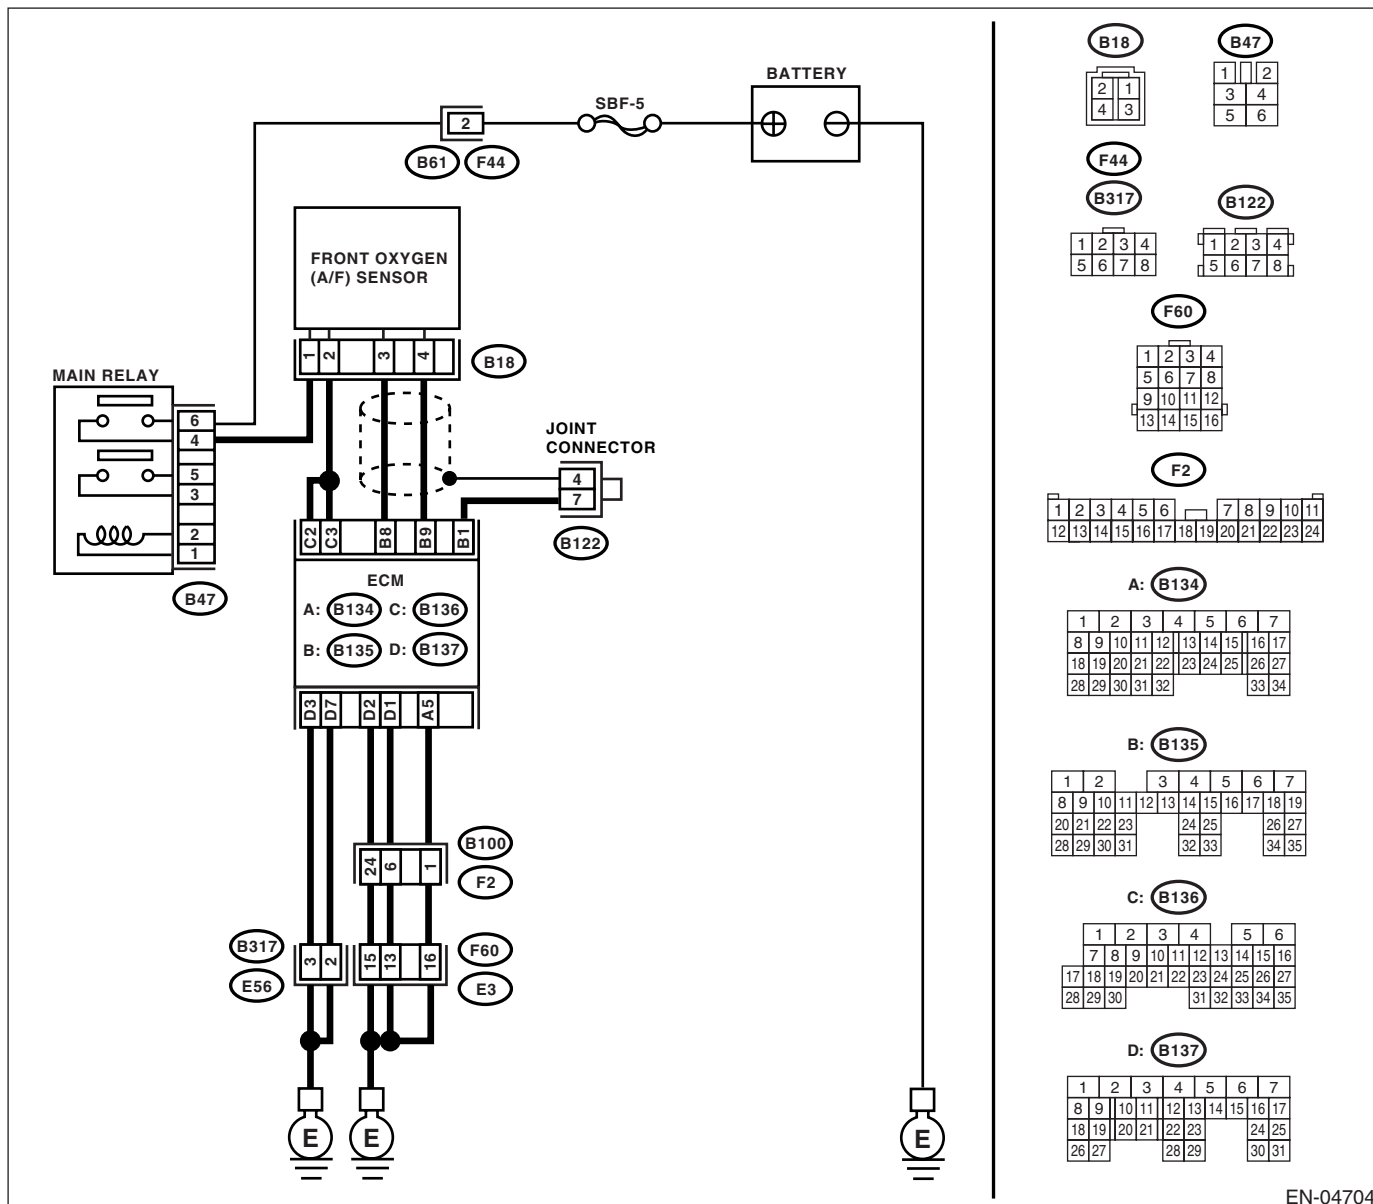 BATTERY
SBF-5
2
B61 F44
FRONT OXYGEN
(A/F) SENSOR
1 2 3 4
B18
MAIN RELAY
6
4
5
3
2
1
B47
JOINT
CONNECTOR
4
7
B122
C2 C3 B8 B9 B1
ECM
A: B134 C: B136
B: B135 D: B137
D3 D7 D2 D1 A5
24 6 1
B100
F2
B317
E56
3 2
15 13 16
F60
E3
E E E
B18
2 1
4 3
B47
1 2
3 4
5 6
F44
B317
1 2 3 4
5 6 7 8
B122
1 2 3 4
5 6 7 8
F60
1 2 3 4
5 6 7 8
9 10 11 12
13 14 15 16
F2
1 2 3 4 5 6 7 8 9 10 11
12 13 14 15 16 17 18 19 20 21 22 23 24
A: B134
1 2 3 4 5 6 7
8 9 10 11 12 13 14 15 16 17
18 19 20 21 22 23 24 25 26 27
28 29 30 31 32 33 34
B: B135
1 2 3 4 5 6 7
8 9 10 11 12 13 14 15 16 17 18 19
20 21 22 23 24 25 26 27
28 29 30 31 32 33 34 35
C: B136
1 2 3 4 5 6
7 8 9 10 11 12 13 14 15 16
17 18 19 20 21 22 23 24 25 26 27
28 29 30 31 32 33 34 35
D: B137
1 2 3 4 5 6 7
8 9 10 11 12 13 14 15 16 17
18 19 20 21 22 23 24 25
26 27 28 29 30 31
EN-04704